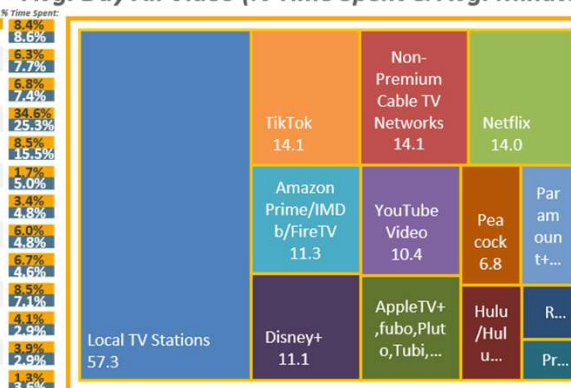 % Time Spent:
8.4%
8.6%
6.3%
7.7%
6.8%
7.4%
34.6%
25.3%
8.5%
15.5%
1.7%
5.0%
3.4%
4.8%
6.0%
4.8%
6.7%
4.6%
8.5%
7.1%
4.1%
2.9%
3.9%
2.9%
1.3%
Local TV Stations
57.3
TikTok
14.1
Non-
Premium
Cable TV
Networks
14.1
Netflix
14.0
Amazon
Prime/IMD
b/FireTV
11.3
YouTube
Video
10.4
Pea
cock
6.8
Par
am
oun
t+...
Disney+
11.1
AppleTV+
,fubo,Plut
o,Tubi,...
Hulu
/Hul
u...
R...
Pr...